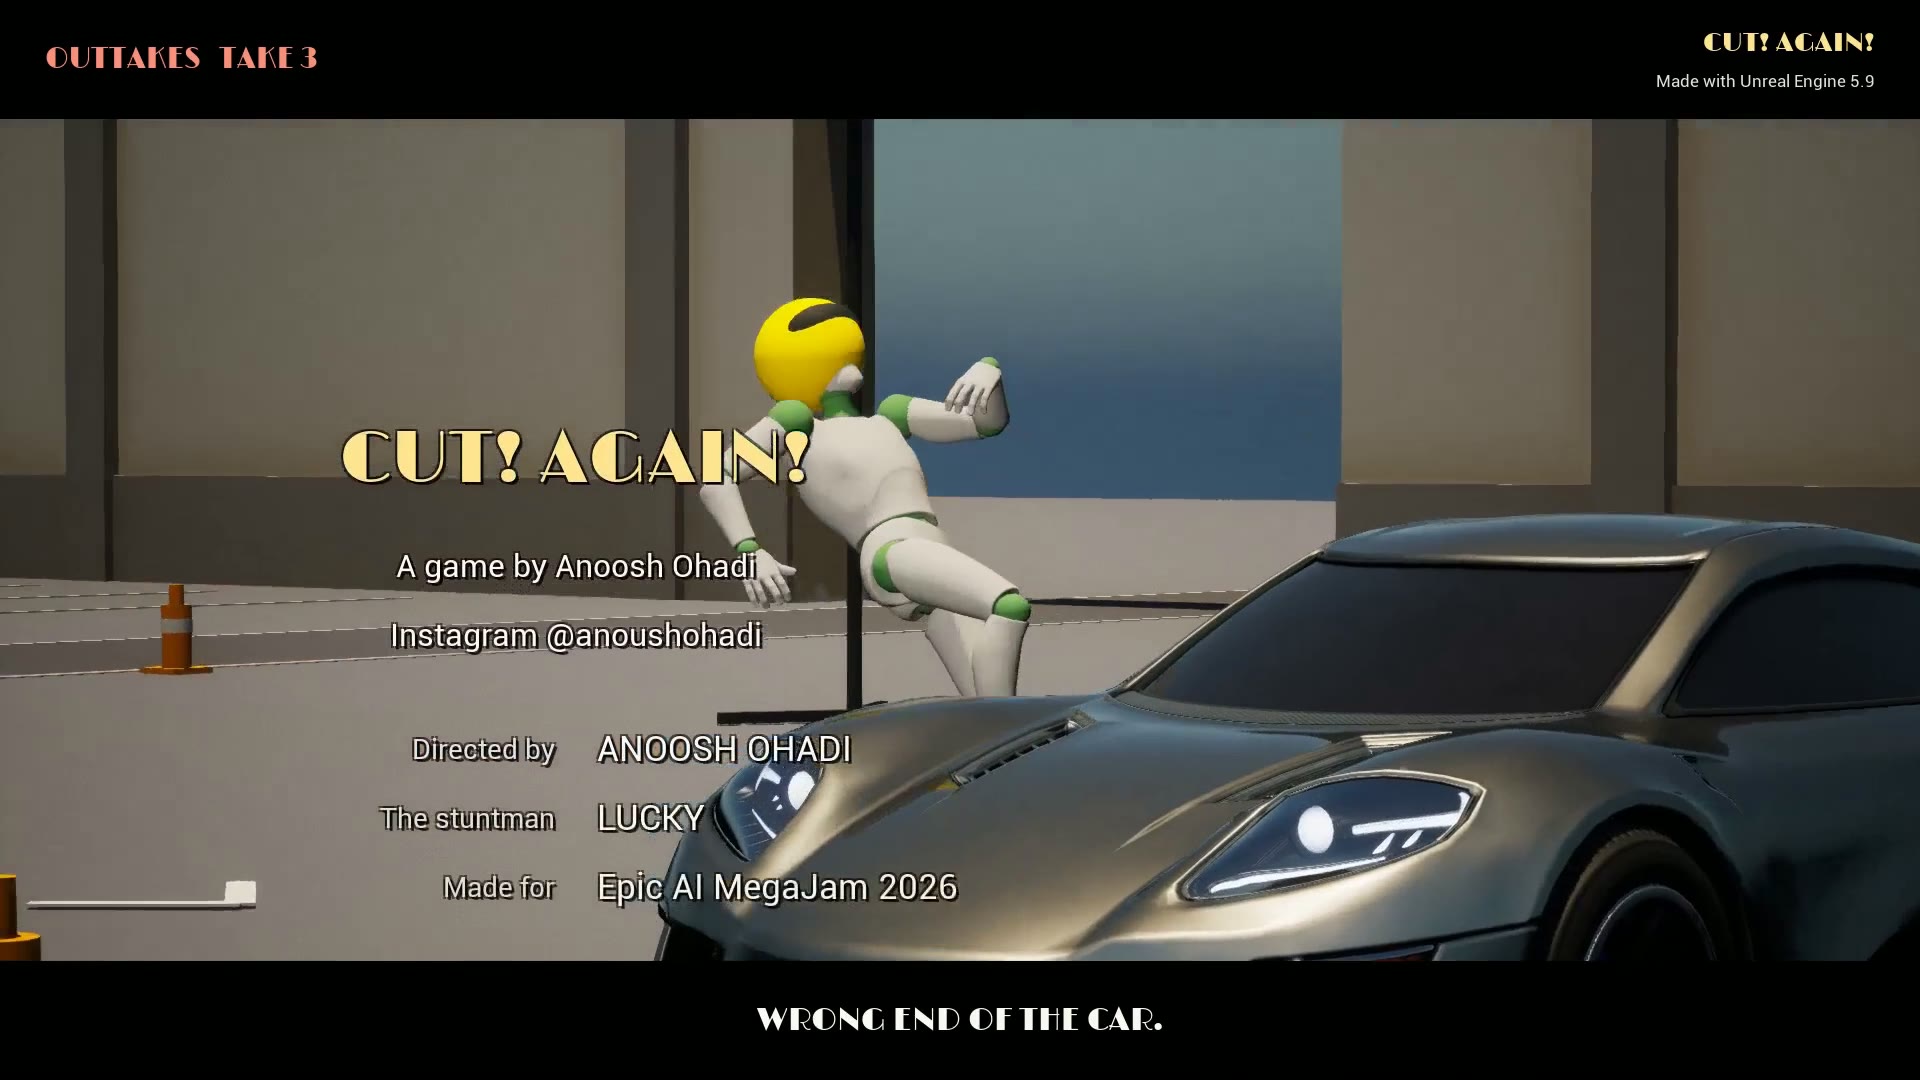 OUTTAKES TAKE 3
CUT! AGAIN!
Made with Unreal Engine 5.9
CUT! AGAIN!
A game by Anoosh Ohadi
Instagram @anoushohadi
Directed by ANOOSH OHADI
The stuntman LUCKY
Made for Epic AI MegaJam 2026
WRONG END OF THE CAR.